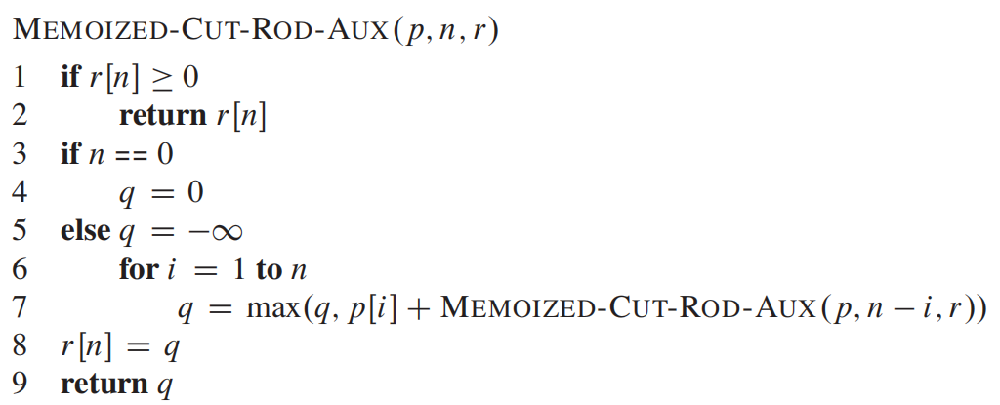 MEMOIZED-CUT-ROD-AUX(p, n, r)
1 if r[n] ≥ 0
2 return r[n]
3 if n == 0
4 q = 0
5 else q = −∞
6 for i = 1 to n
7 q = max(q, p[i] + MEMOIZED-CUT-ROD-AUX(p, n − i, r))
8 r[n] = q
9 return q